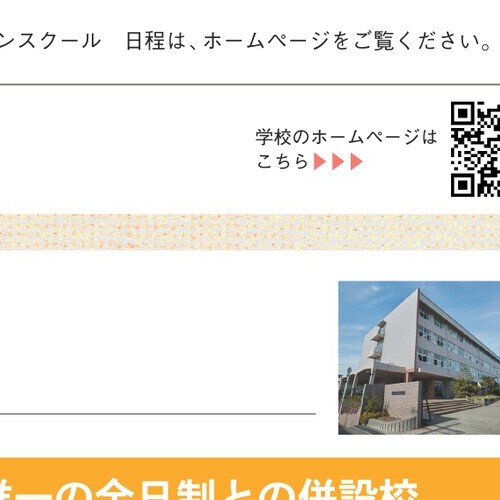 ンスクール 日程は、ホームページをご覧ください。
学校のホームページは
こちら▶▶▶
一の全日制との併設校